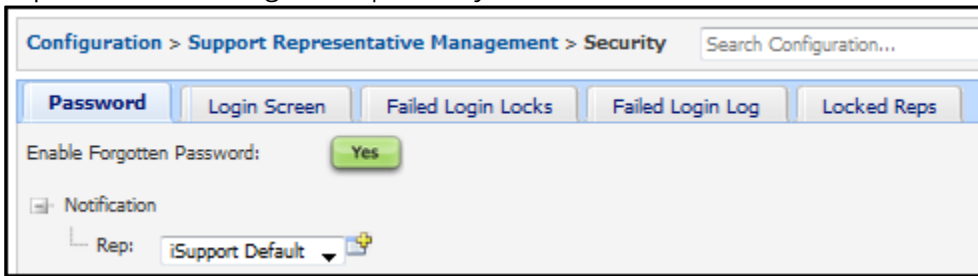 Configuration > Support Representative Management > Security Search Configuration...
Password Login Screen Failed Login Locks Failed Login Log Locked Reps
Enable Forgotten Password: Yes
Notification
Rep: iSupport Default